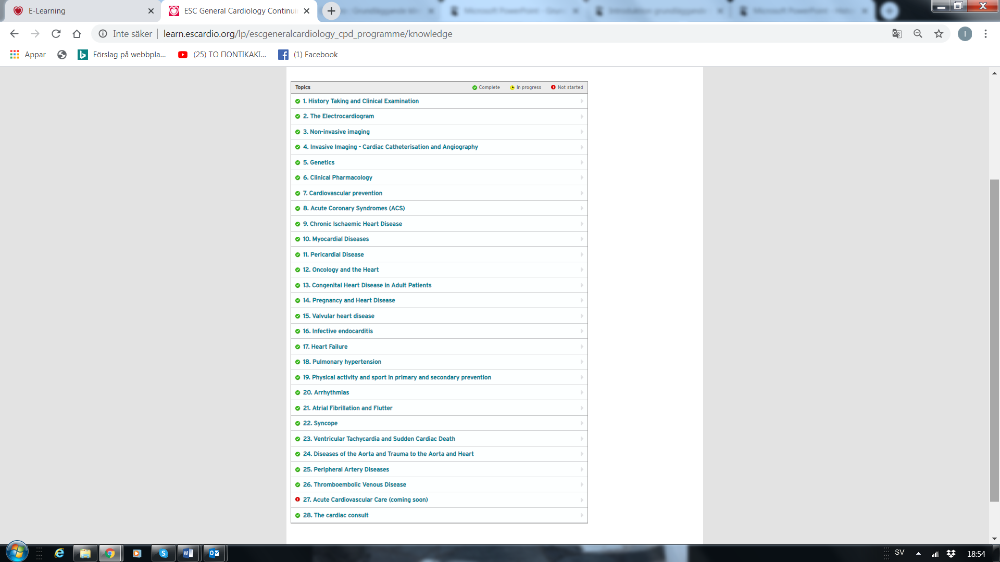 E-Learning
ESC General Cardiology Continui
Inte säker | learn.escardio.org/lp/escgeneralcardiology_cpd_programme/knowledge
I
Appar
Förslag på webbpla...
(25) ΤΟ ΠΟΝΤΙΚΑΚΙ...
(1) Facebook
Topics Complete In progress Not started
1. History Taking and Clinical Examination
2. The Electrocardiogram
3. Non-invasive imaging
4. Invasive Imaging - Cardiac Catheterisation and Angiography
5. Genetics
6. Clinical Pharmacology
7. Cardiovascular prevention
8. Acute Coronary Syndromes (ACS)
9. Chronic Ischaemic Heart Disease
10. Myocardial Diseases
11. Pericardial Disease
12. Oncology and the Heart
13. Congenital Heart Disease in Adult Patients
14. Pregnancy and Heart Disease
15. Valvular heart disease
16. Infective endocarditis
17. Heart Failure
18. Pulmonary hypertension
19. Physical activity and sport in primary and secondary prevention
20. Arrhythmias
21. Atrial Fibrillation and Flutter
22. Syncope
23. Ventricular Tachycardia and Sudden Cardiac Death
24. Diseases of the Aorta and Trauma to the Aorta and Heart
25. Peripheral Artery Diseases
26. Thromboembolic Venous Disease
27. Acute Cardiovascular Care (coming soon)
28. The cardiac consult
SV
18:54